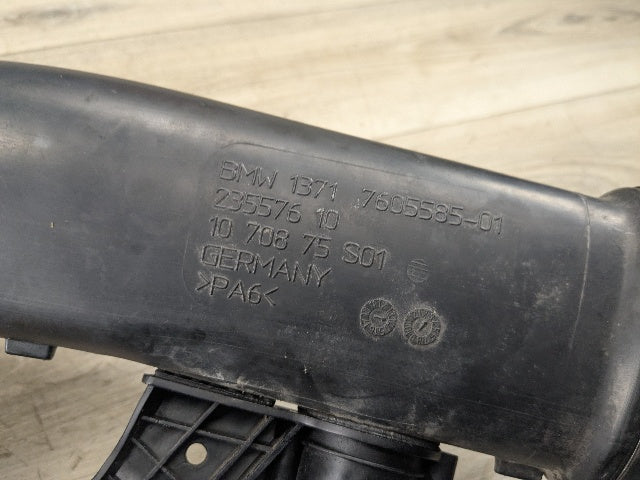 BMW 1371 7605585-01
235576 10
10 708 75 S01
GERMANY
>PA6<